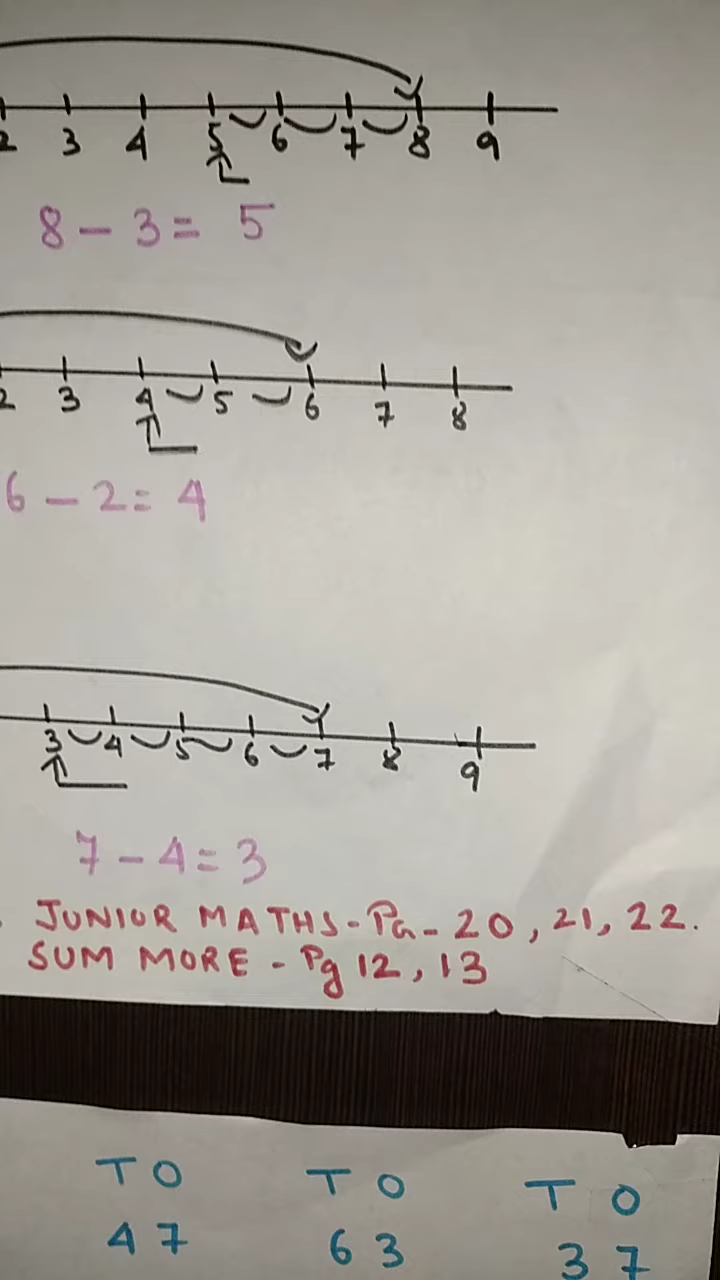 2 3 4 5 6 7 8 9
8 - 3 = 5
2 3 4 5 6 7 8
6 - 2 = 4
3 4 5 6 7 8 9
7 - 4 = 3
JUNIOR MATHS - Pg - 20, 21, 22.
SUM MORE - Pg 12, 13
T O T O T O
4 7 6 3 3 7